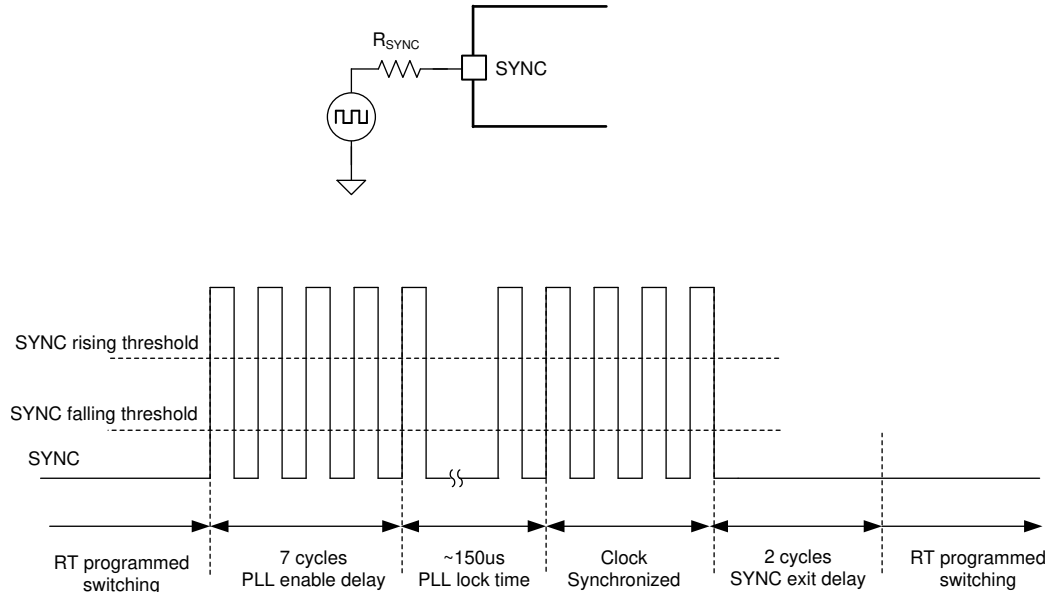 R_SYNC
SYNC
SYNC rising threshold
SYNC falling threshold
SYNC
RT programmed
switching
7 cycles
PLL enable delay
~150us
PLL lock time
Clock
Synchronized
2 cycles
SYNC exit delay
RT programmed
switching